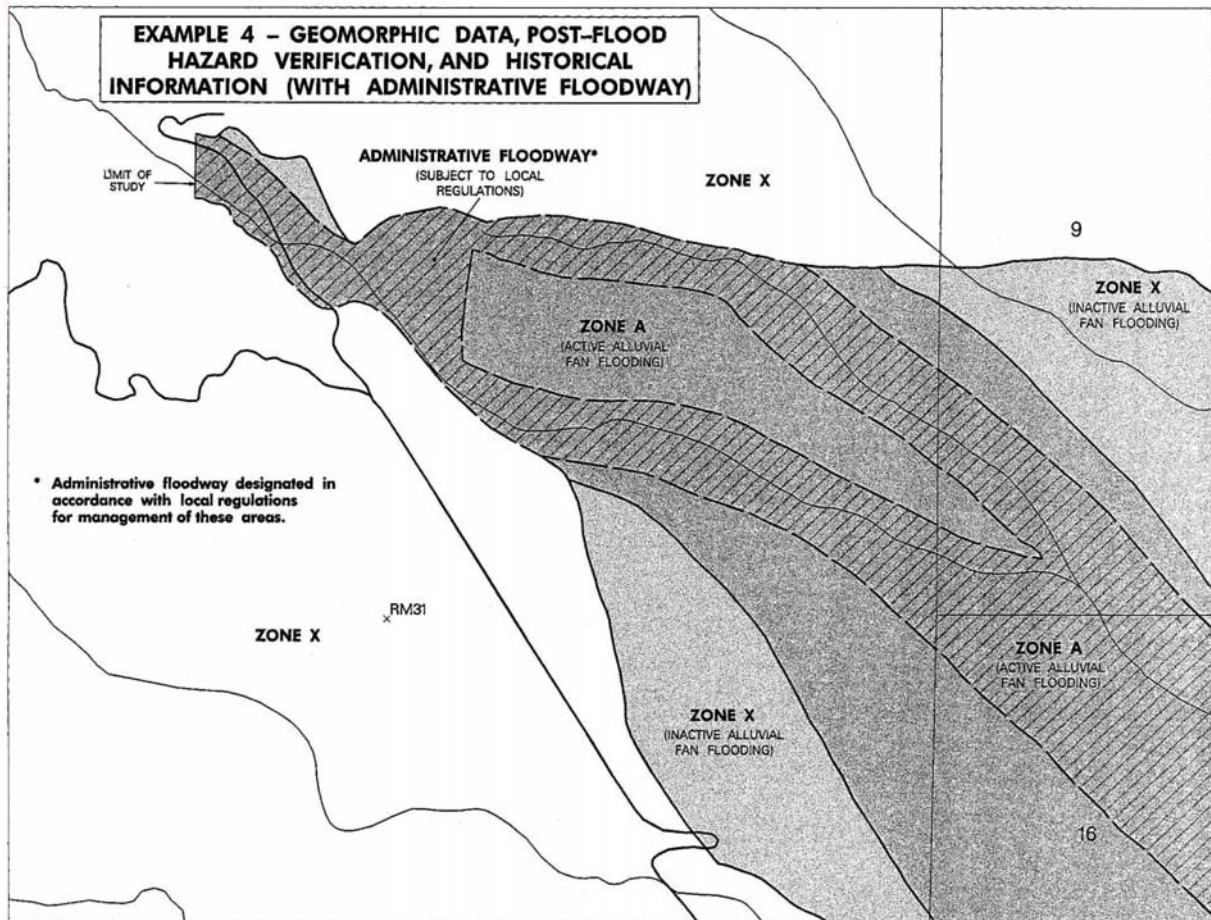 EXAMPLE 4 – GEOMORPHIC DATA, POST–FLOOD
HAZARD VERIFICATION, AND HISTORICAL
INFORMATION (WITH ADMINISTRATIVE FLOODWAY)
LIMIT OF
STUDY
ADMINISTRATIVE FLOODWAY*
(SUBJECT TO LOCAL
REGULATIONS)
ZONE X
9
ZONE X
(INACTIVE ALLUVIAL
FAN FLOODING)
ZONE A
(ACTIVE ALLUVIAL
FAN FLOODING)
* Administrative floodway designated in
accordance with local regulations
for management of these areas.
RM31
ZONE X
ZONE A
(ACTIVE ALLUVIAL
FAN FLOODING)
ZONE X
(INACTIVE ALLUVIAL
FAN FLOODING)
16